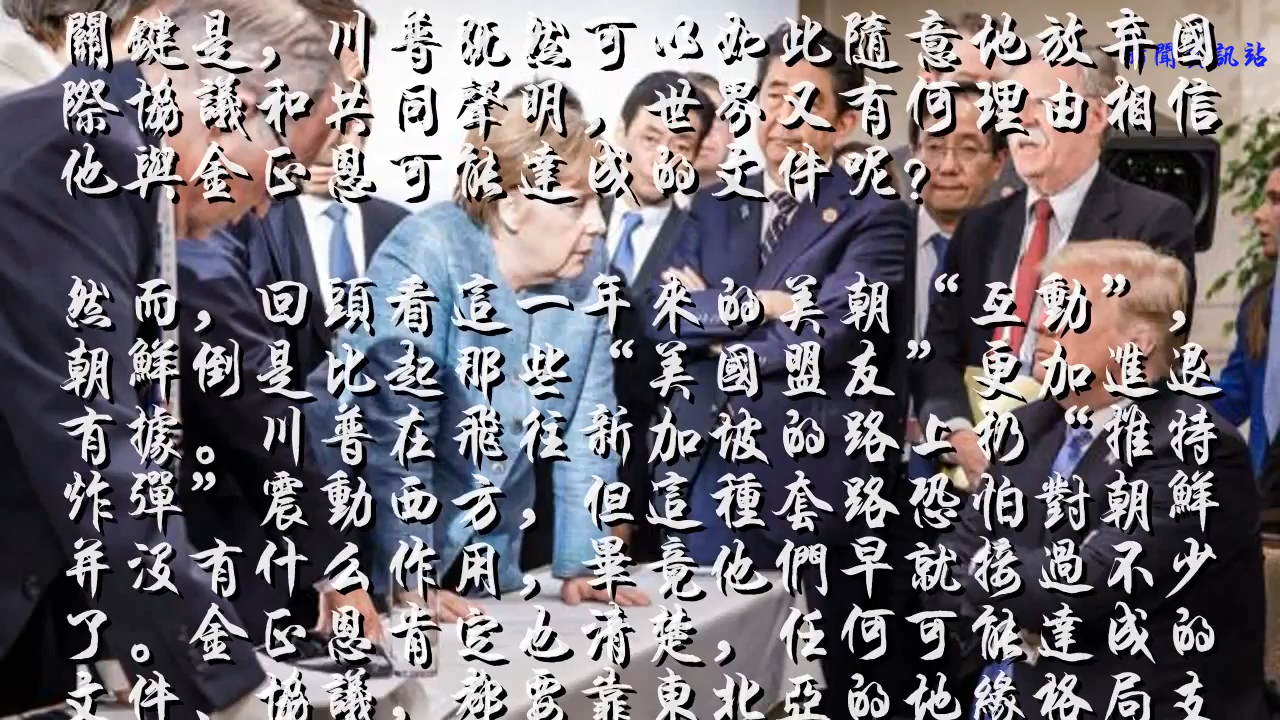 關鍵是，川普既然可以如此隨意地放弃國
聞 訊站
際協議和共同聲明，世界又有何理由相信
他與金正恩可能達成的文件呢？
然而，回頭看這一年來的美朝“互動”，
朝鮮倒是比起那些“美國盟友”更加進退
有據。川普在飛往新加坡的路上扔“推特
炸彈”震動西方，但這種套路恐怕對朝鮮
并沒有什么作用，畢竟他們早就接過不少
了。金正恩肯定也清楚，任何可能達成的
文件、協議，都要靠東北亞的地緣格局支